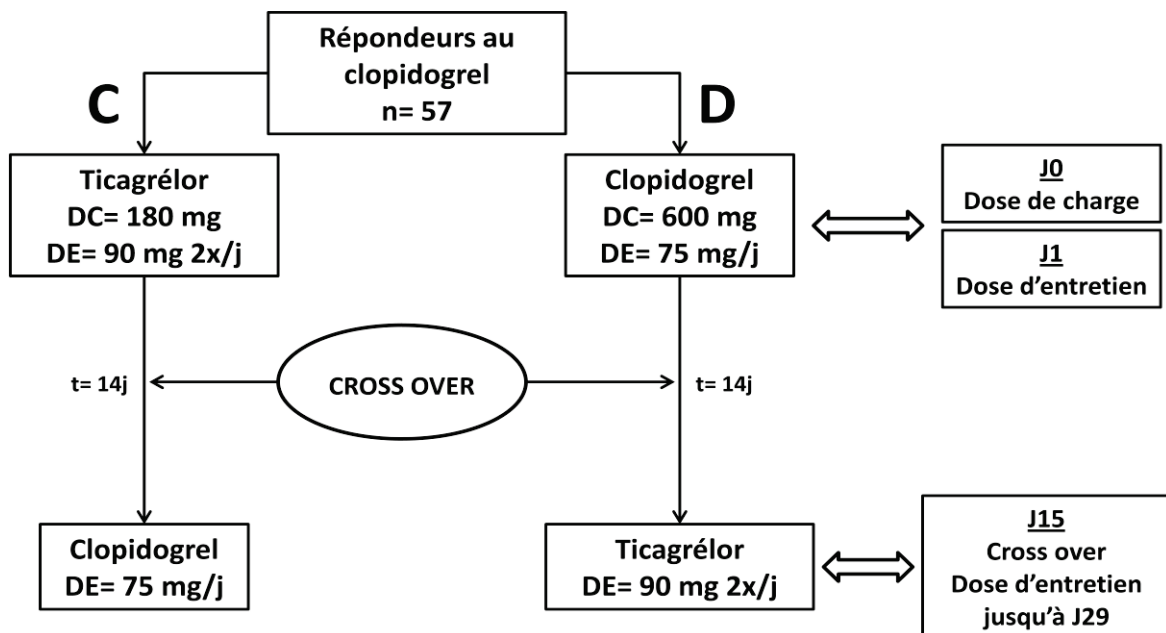 Répondeurs au
clopidogrel
n= 57
C
D
Ticagrélor
DC= 180 mg
DE= 90 mg 2x/j
Clopidogrel
DC= 600 mg
DE= 75 mg/j
J0
Dose de charge
J1
Dose d'entretien
t= 14j
CROSS OVER
t= 14j
Clopidogrel
DE= 75 mg/j
Ticagrélor
DE= 90 mg 2x/j
J15
Cross over
Dose d'entretien
jusqu'à J29